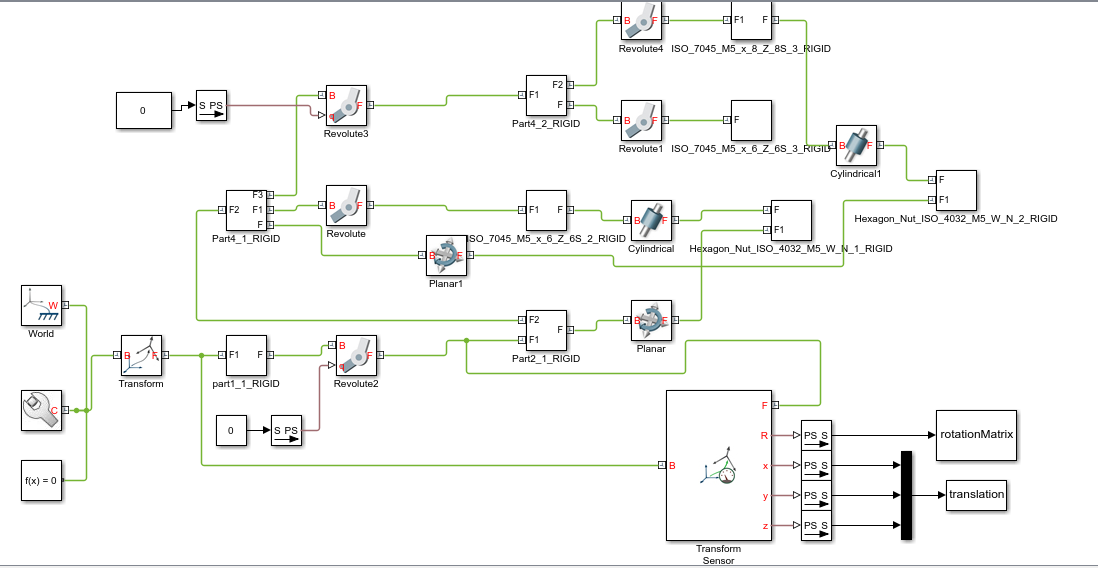 B F
F1 F
Revolute4
ISO_7045_M5_x_8_Z_8S_3_RIGID
0
S PS
B F
q
Revolute3
F1 F2
F
Part4_2_RIGID
B F
Revolute1
F
ISO_7045_M5_x_6_Z_6S_3_RIGID
B F
Cylindrical1
F
F1
Hexagon_Nut_ISO_4032_M5_W_N_2_RIGID
F2 F3
F1
F
Part4_1_RIGID
B F
Revolute
F1 F
ISO_7045_M5_x_6_Z_6S_2_RIGID
B F
Cylindrical
F
F1
Hexagon_Nut_ISO_4032_M5_W_N_1_RIGID
B F
Planar1
W
World
F2
F1 F
Part2_1_RIGID
B F
Planar
B F
Transform
F1 F
part1_1_RIGID
B F
q
Revolute2
C
0
S PS
f(x) = 0
F
R
B x
y
z
Transform
Sensor
PS S
PS S
PS S
PS S
rotationMatrix
translation